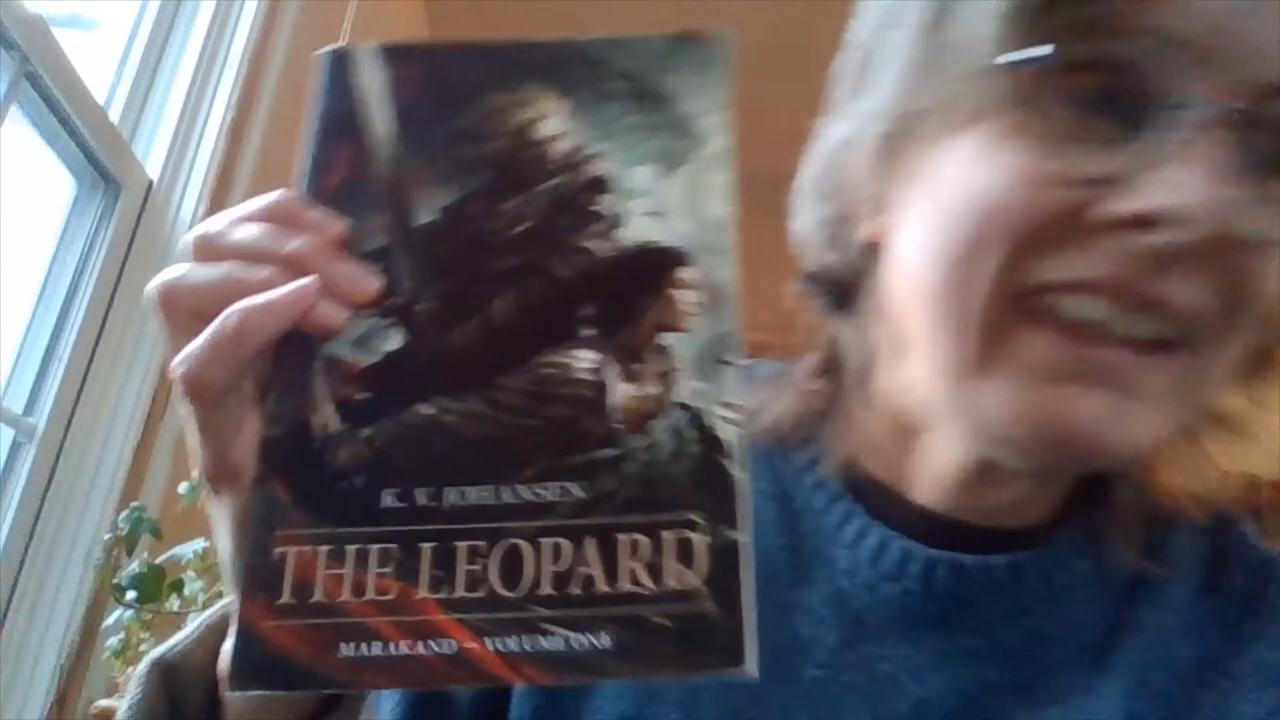 K. V. JOHANSEN
THE LEOPARD
MARAKAND – VOLUME ONE